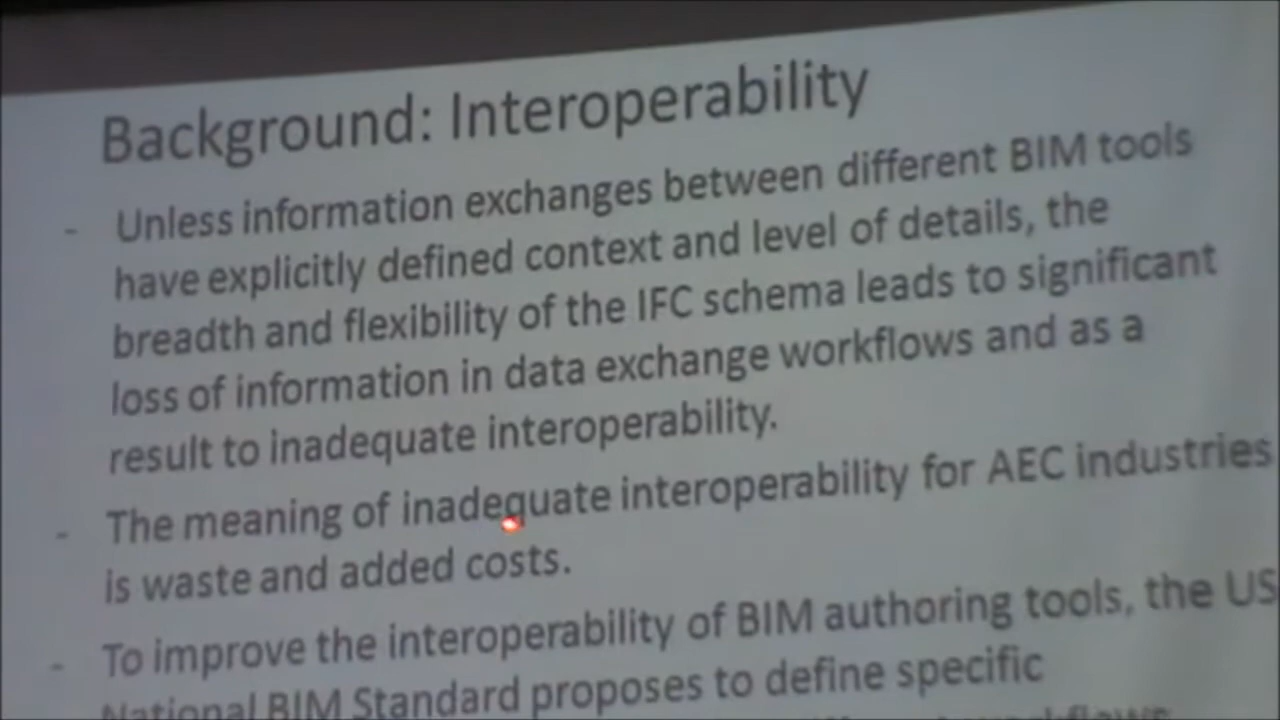 Background: Interoperability
- Unless information exchanges between different BIM tools
have explicitly defined context and level of details, the
breadth and flexibility of the IFC schema leads to significant
loss of information in data exchange workflows and as a
result to inadequate interoperability.
- The meaning of inadequate interoperability for AEC industries
is waste and added costs.
- To improve the interoperability of BIM authoring tools, the US
National BIM Standard proposes to define specific